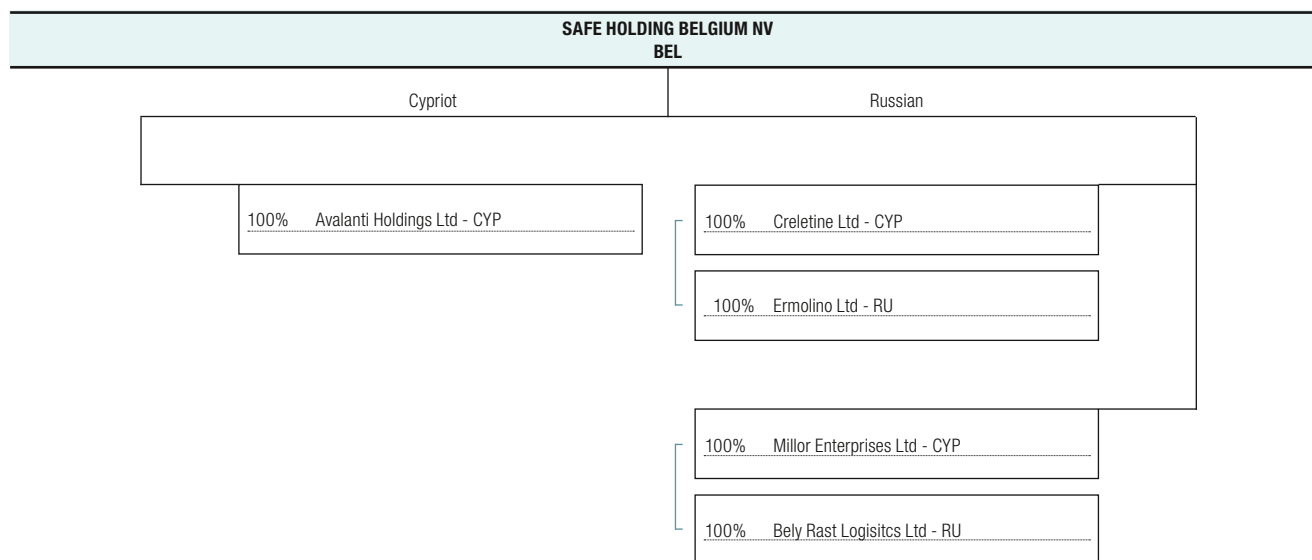 SAFE HOLDING BELGIUM NV
BEL
Cypriot Russian
100% Avalanti Holdings Ltd - CYP
100% Creletine Ltd - CYP
100% Ermolino Ltd - RU
100% Millor Enterprises Ltd - CYP
100% Bely Rast Logisitcs Ltd - RU